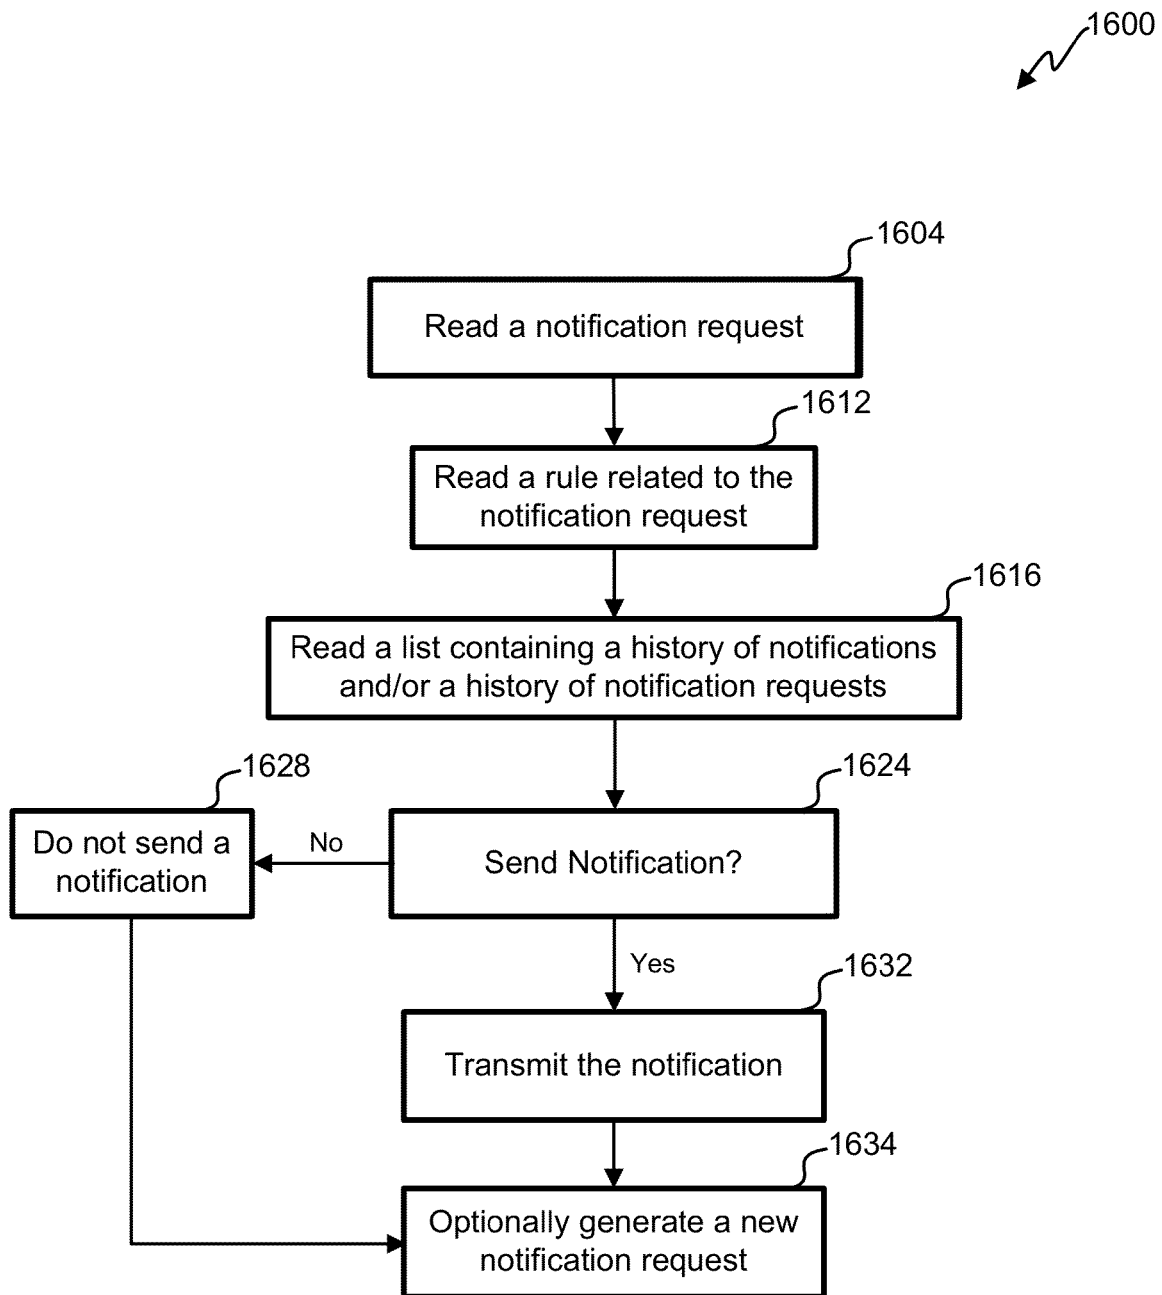 1600
1604
Read a notification request
1612
Read a rule related to the
notification request
1616
Read a list containing a history of notifications
and/or a history of notification requests
1628
1624
Do not send a
notification
No
Send Notification?
Yes
1632
Transmit the notification
1634
Optionally generate a new
notification request